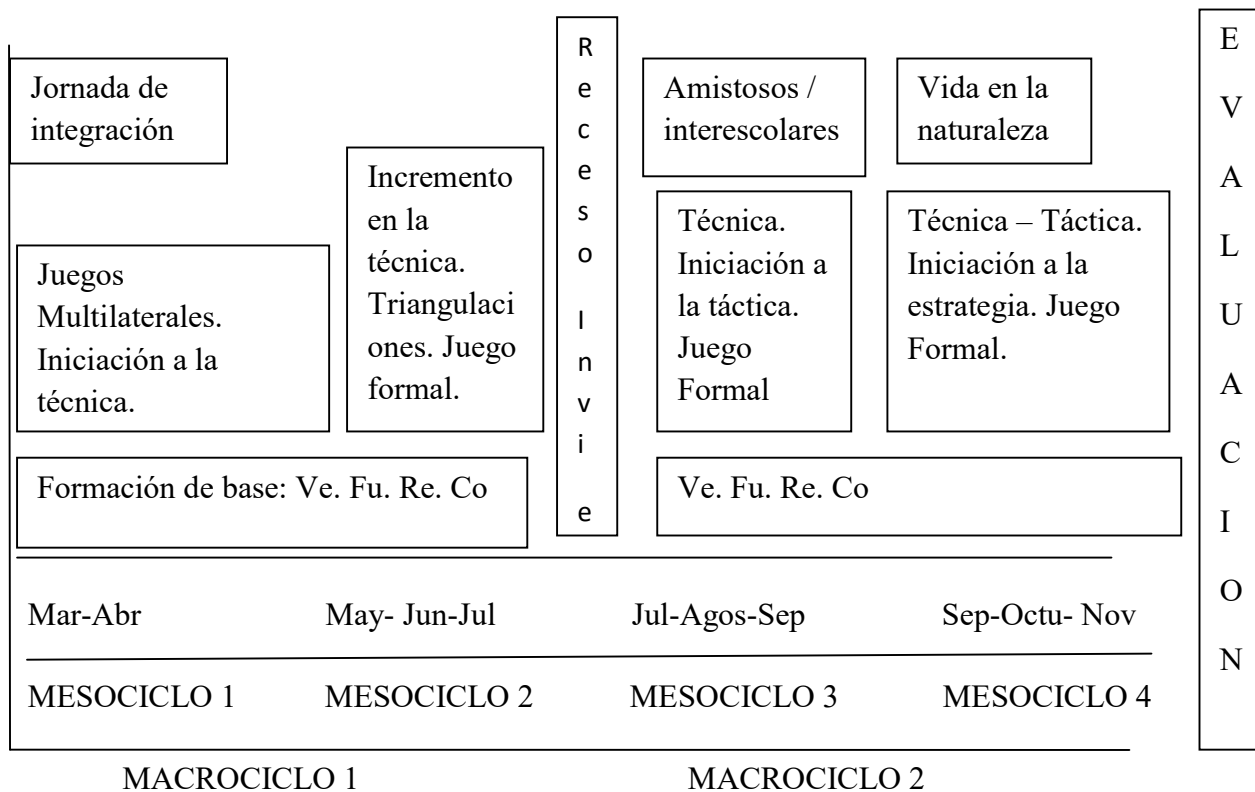 Jornada de
integración
Juegos
Multilaterales.
Iniciación a la
técnica.
Incremento
en la
técnica.
Triangulaci
ones. Juego
formal.
Formación de base: Ve. Fu. Re. Co
R
e
c
e
s
o
I
n
v
i
e
Amistosos /
interescolares
Vida en la
naturaleza
Técnica.
Iniciación a
la táctica.
Juego
Formal
Técnica – Táctica.
Iniciación a la
estrategia. Juego
Formal.
Ve. Fu. Re. Co
E
V
A
L
U
A
C
I
O
N
Mar-Abr
May- Jun-Jul
Jul-Agos-Sep
Sep-Octu- Nov
MESOCICLO 1
MESOCICLO 2
MESOCICLO 3
MESOCICLO 4
MACROCICLO 1
MACROCICLO 2